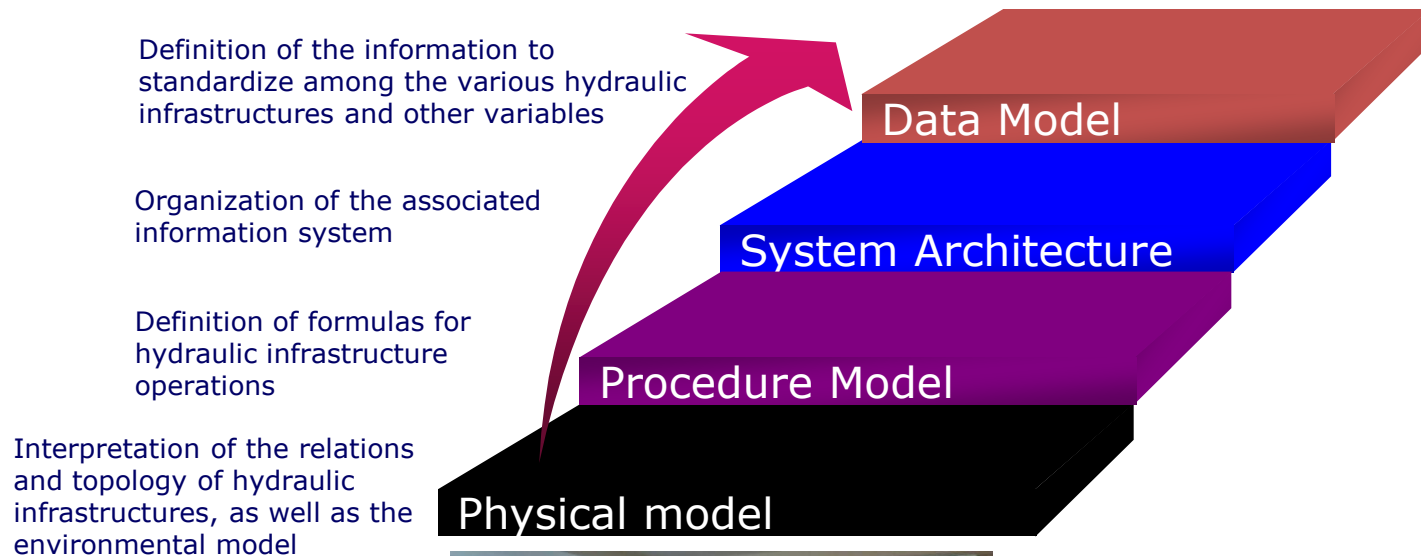 Definition of the information to
standardize among the various hydraulic
infrastructures and other variables
Data Model
Organization of the associated
information system
System Architecture
Definition of formulas for
hydraulic infrastructure
operations
Procedure Model
Interpretation of the relations
and topology of hydraulic
infrastructures, as well as the
environmental model
Physical model